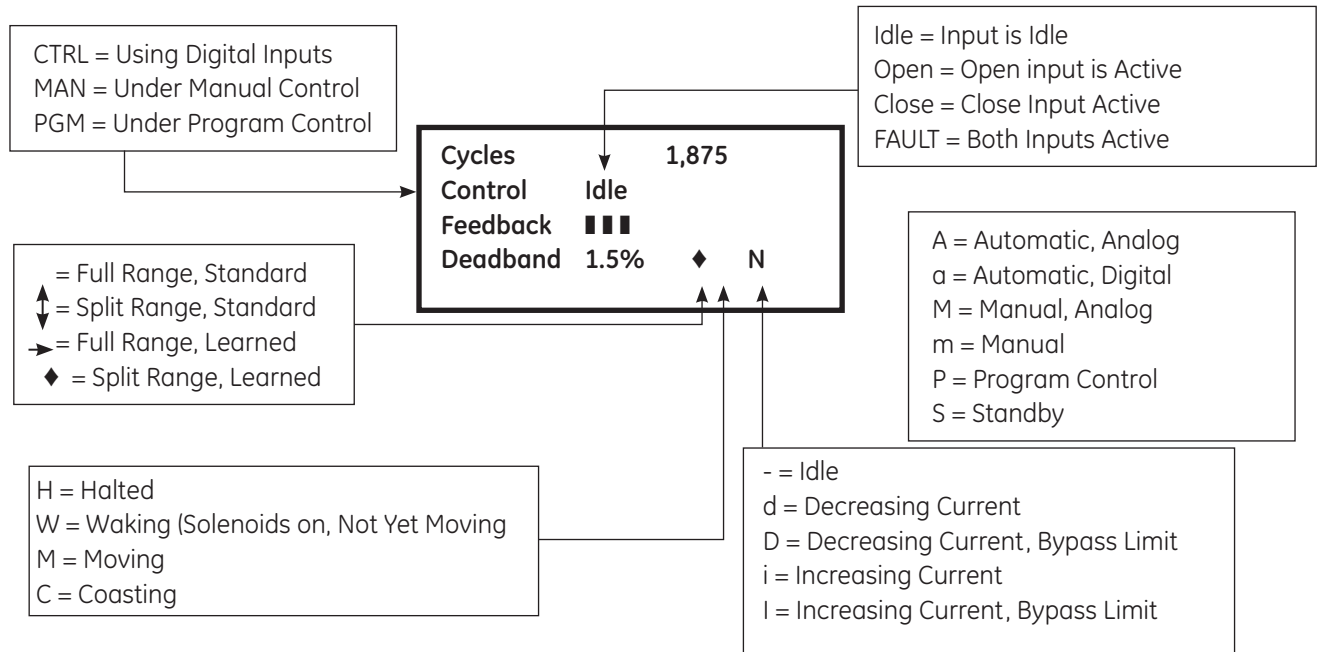 CTRL = Using Digital Inputs
MAN = Under Manual Control
PGM = Under Program Control
Idle = Input is Idle
Open = Open input is Active
Close = Close Input Active
FAULT = Both Inputs Active
Cycles 1,875
Control Idle
Feedback ▮▮▮
Deadband 1.5% ♦ N
= Full Range, Standard
↕ = Split Range, Standard
→ = Full Range, Learned
♦ = Split Range, Learned
A = Automatic, Analog
a = Automatic, Digital
M = Manual, Analog
m = Manual
P = Program Control
S = Standby
H = Halted
W = Waking (Solenoids on, Not Yet Moving
M = Moving
C = Coasting
- = Idle
d = Decreasing Current
D = Decreasing Current, Bypass Limit
i = Increasing Current
I = Increasing Current, Bypass Limit